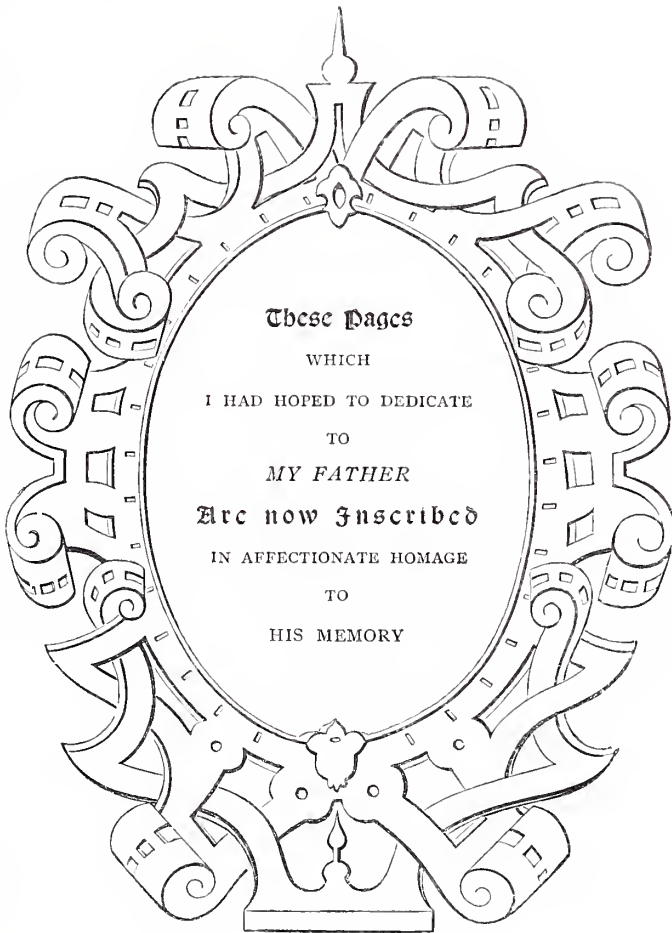 These Pages
WHICH
I HAD HOPED TO DEDICATE
TO
MY FATHER
Are now Inscribed
IN AFFECTIONATE HOMAGE
TO
HIS MEMORY